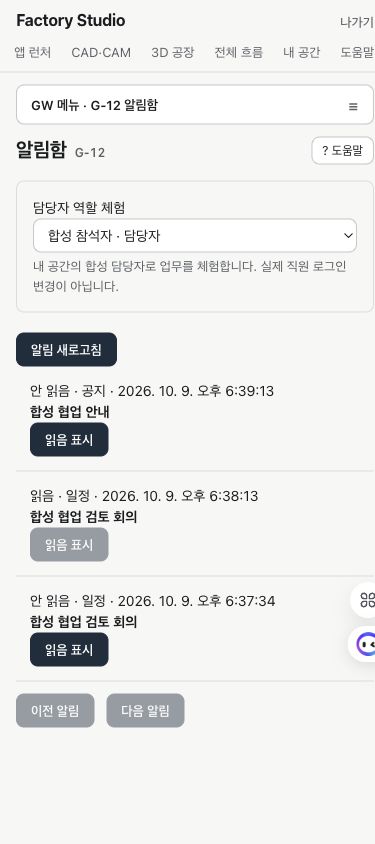 Factory Studio
나가기
앱 런처 CAD·CAM 3D 공장 전체 흐름 내 공간 도움말
GW 메뉴 · G-12 알림함
알림함 G-12
? 도움말
담당자 역할 체험
합성 참석자 · 담당자
내 공간의 합성 담당자로 업무를 체험합니다. 실제 직원 로그인
변경이 아닙니다.
알림 새로고침
안 읽음 · 공지 · 2026. 10. 9. 오후 6:39:13
합성 협업 안내
읽음 표시
읽음 · 일정 · 2026. 10. 9. 오후 6:38:13
합성 협업 검토 회의
읽음 표시
안 읽음 · 일정 · 2026. 10. 9. 오후 6:37:34
합성 협업 검토 회의
읽음 표시
이전 알림 다음 알림